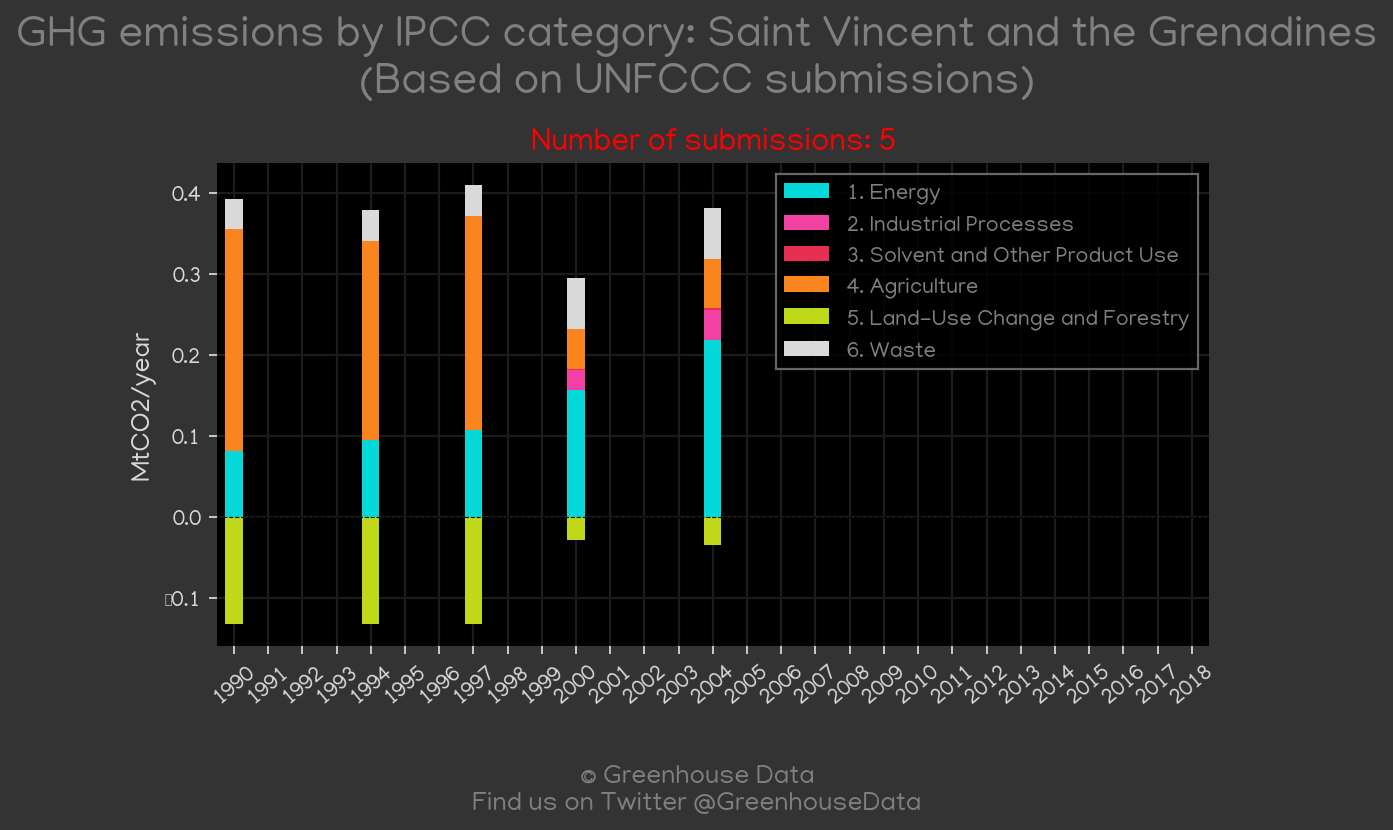 GHG emissions by IPCC category: Saint Vincent and the Grenadines
(Based on UNFCCC submissions)
Number of submissions: 5
1. Energy
2. Industrial Processes
3. Solvent and Other Product Use
4. Agriculture
5. Land-Use Change and Forestry
6. Waste
MtCO2/year
0.4
0.3
0.2
0.1
0.0
▯0.1
1990 1991 1992 1993 1994 1995 1996 1997 1998 1999 2000 2001 2002 2003 2004 2005 2006 2007 2008 2009 2010 2011 2012 2013 2014 2015 2016 2017 2018
© Greenhouse Data
Find us on Twitter @GreenhouseData